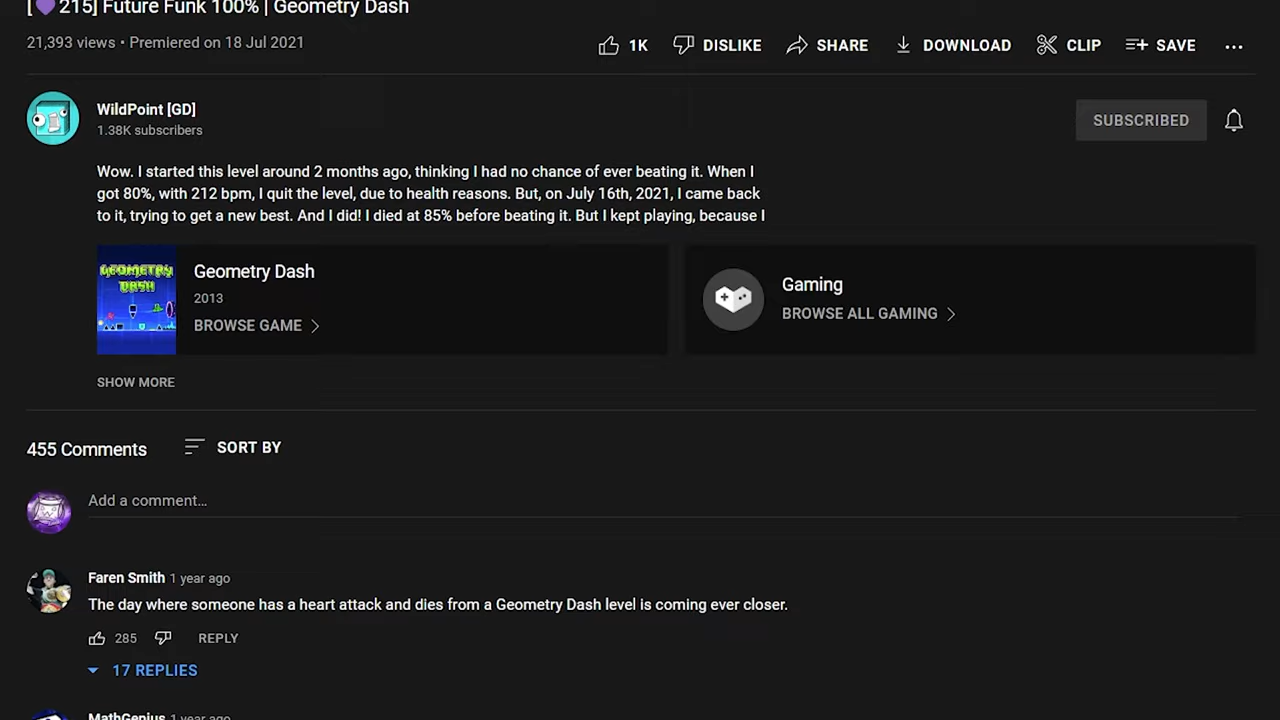 [💜215] Future Funk 100% | Geometry Dash
21,393 views • Premiered on 18 Jul 2021
1K
DISLIKE
SHARE
DOWNLOAD
CLIP
SAVE
WildPoint [GD]
1.38K subscribers
SUBSCRIBED
Wow. I started this level around 2 months ago, thinking I had no chance of ever beating it. When I
got 80%, with 212 bpm, I quit the level, due to health reasons. But, on July 16th, 2021, I came back
to it, trying to get a new best. And I did! I died at 85% before beating it. But I kept playing, because I
GEOMETRY
DASH
Geometry Dash
2013
BROWSE GAME
Gaming
BROWSE ALL GAMING
SHOW MORE
455 Comments
SORT BY
Add a comment...
Faren Smith 1 year ago
The day where someone has a heart attack and dies from a Geometry Dash level is coming ever closer.
285
REPLY
17 REPLIES
MathGenius 1 year ago